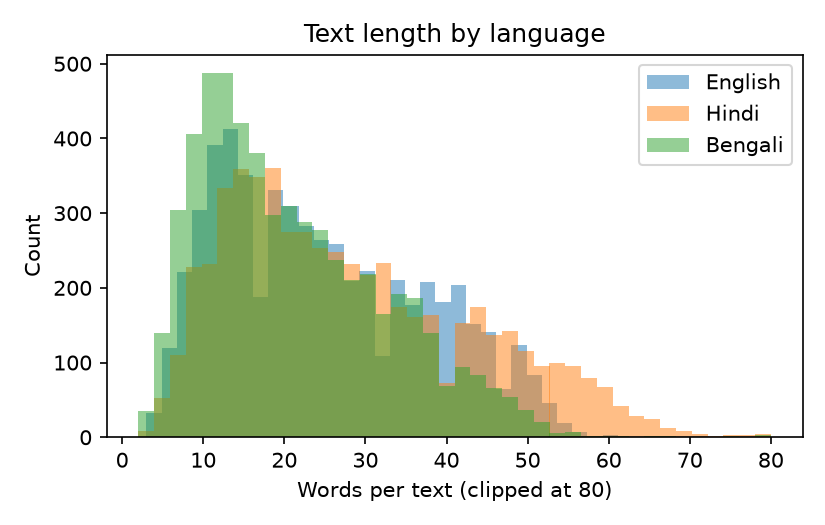 Text length by language
500
400
300
200
100
0
Count
English
Hindi
Bengali
0 10 20 30 40 50 60 70 80
Words per text (clipped at 80)